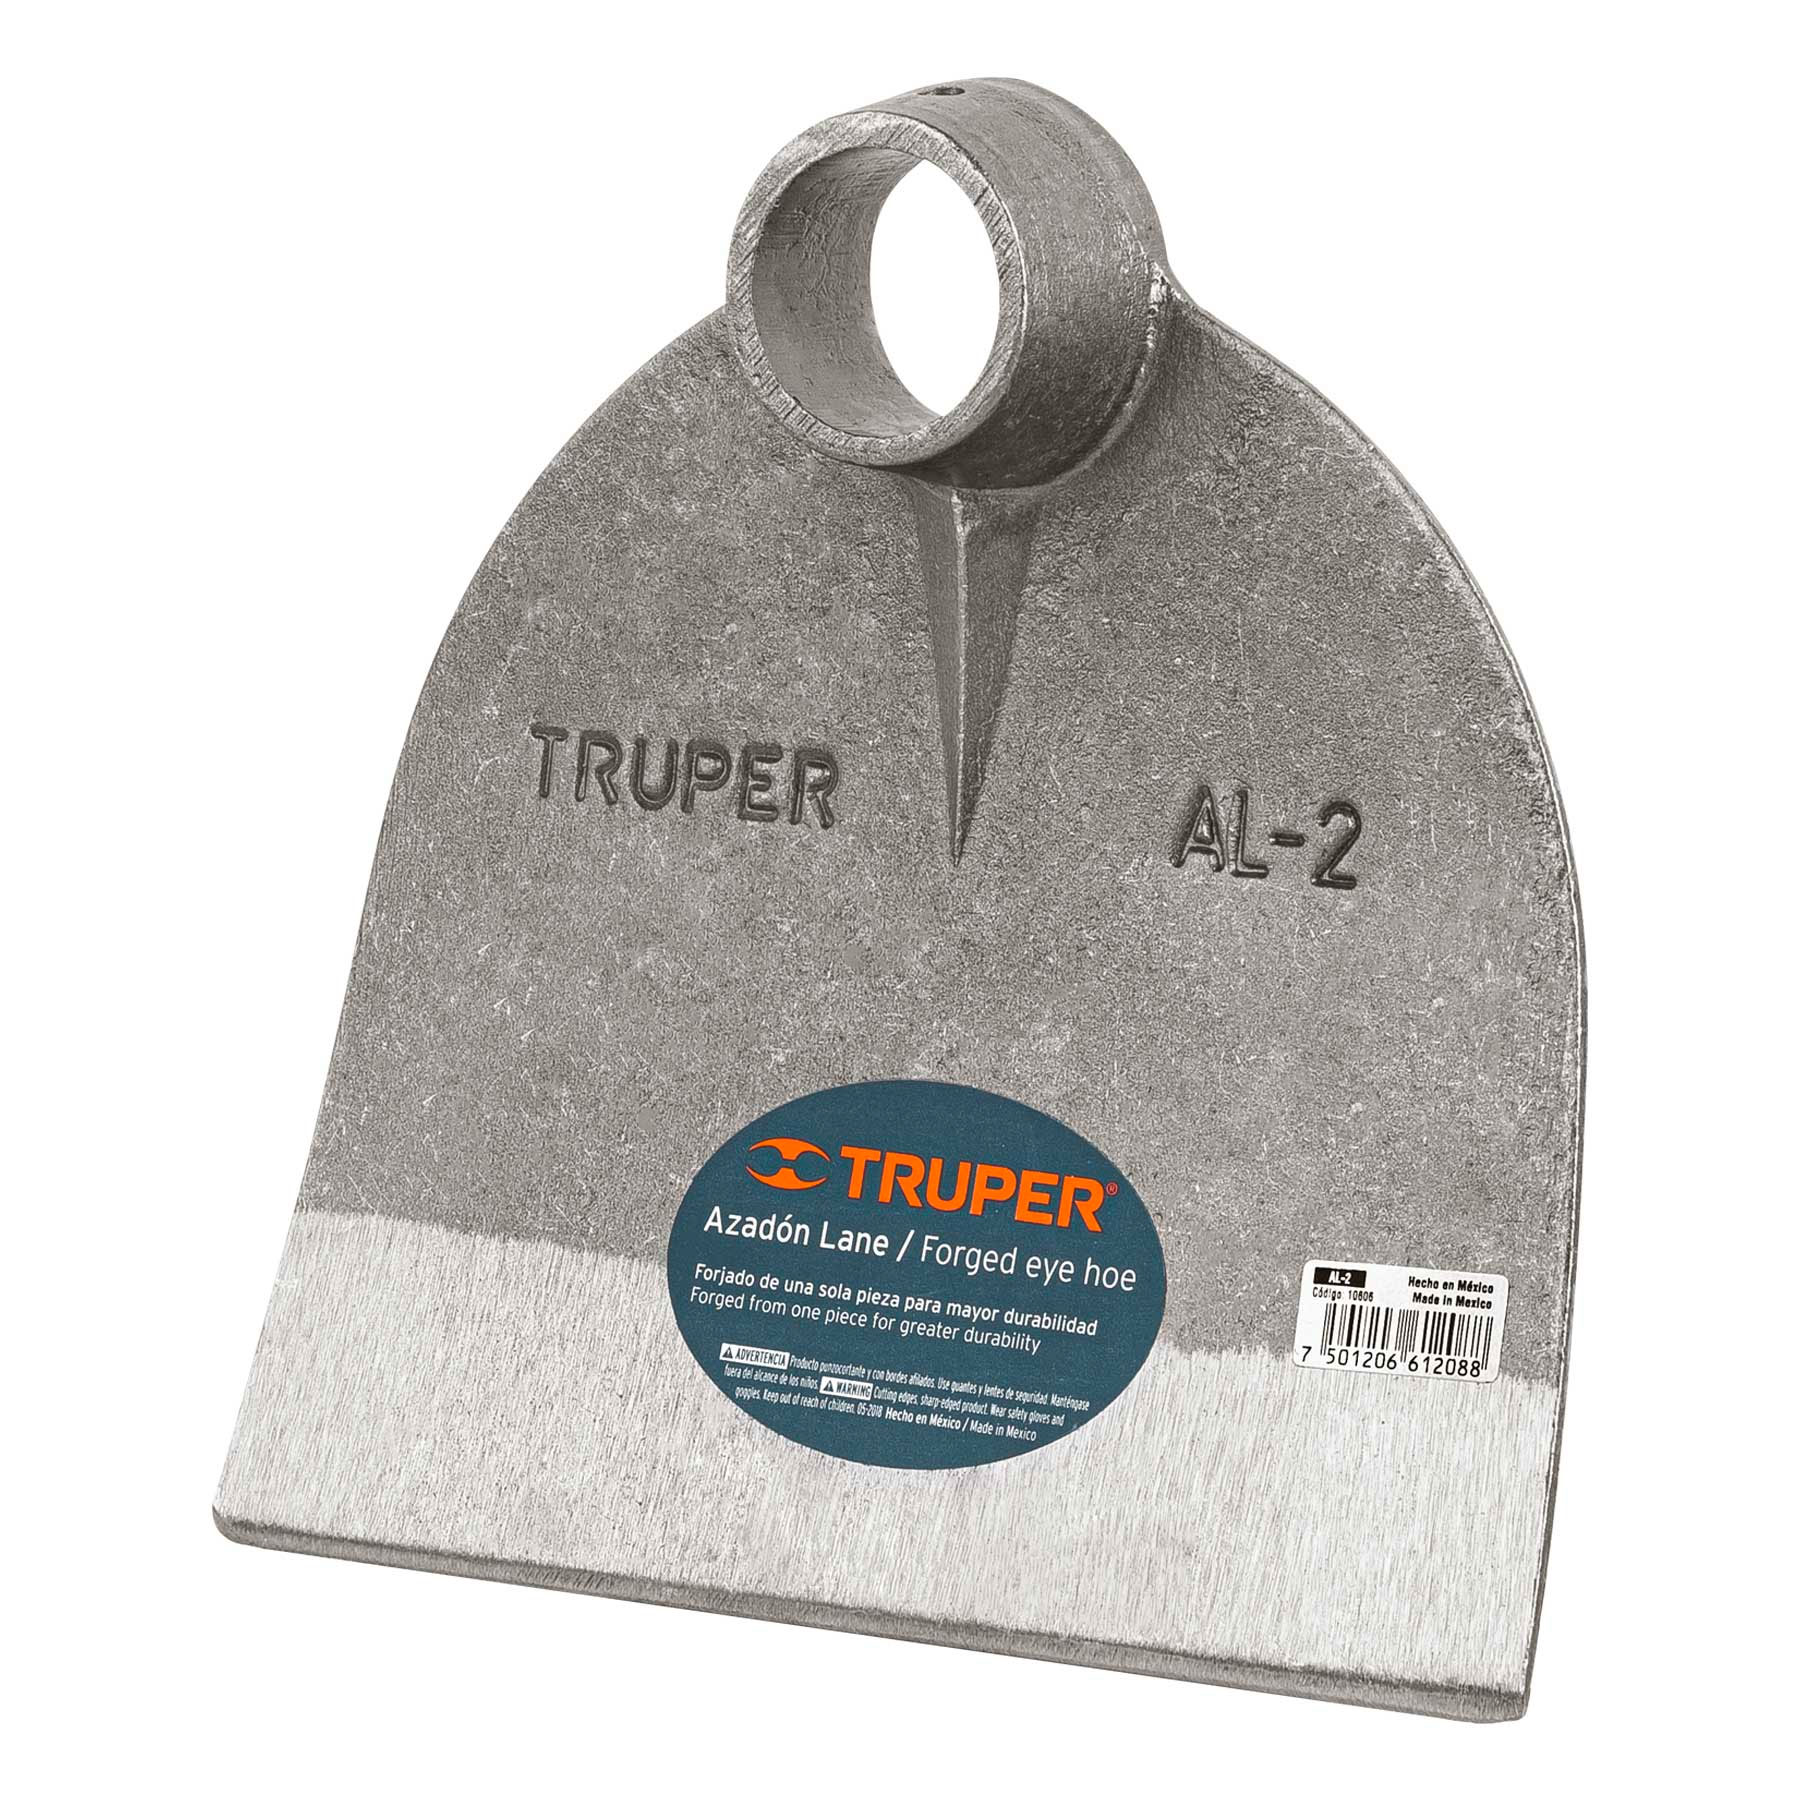 TRUPER
AL-2
TRUPER®
Azadón Lane / Forged eye hoe
Forjado de una sola pieza para mayor durabilidad
Forged from one piece for greater durability
ADVERTENCIA Producto punzocortante y con bordes afilados. Use guantes y lentes de seguridad. Manténgase
fuera del alcance de los niños. WARNING Cutting edges, sharp-edged product. Wear safety gloves and
goggles. Keep out of reach of children. 05-2018 Hecho en México / Made in Mexico
AL-2 Hecho en México
Código: 10606 Made in Mexico
7 501206 612088